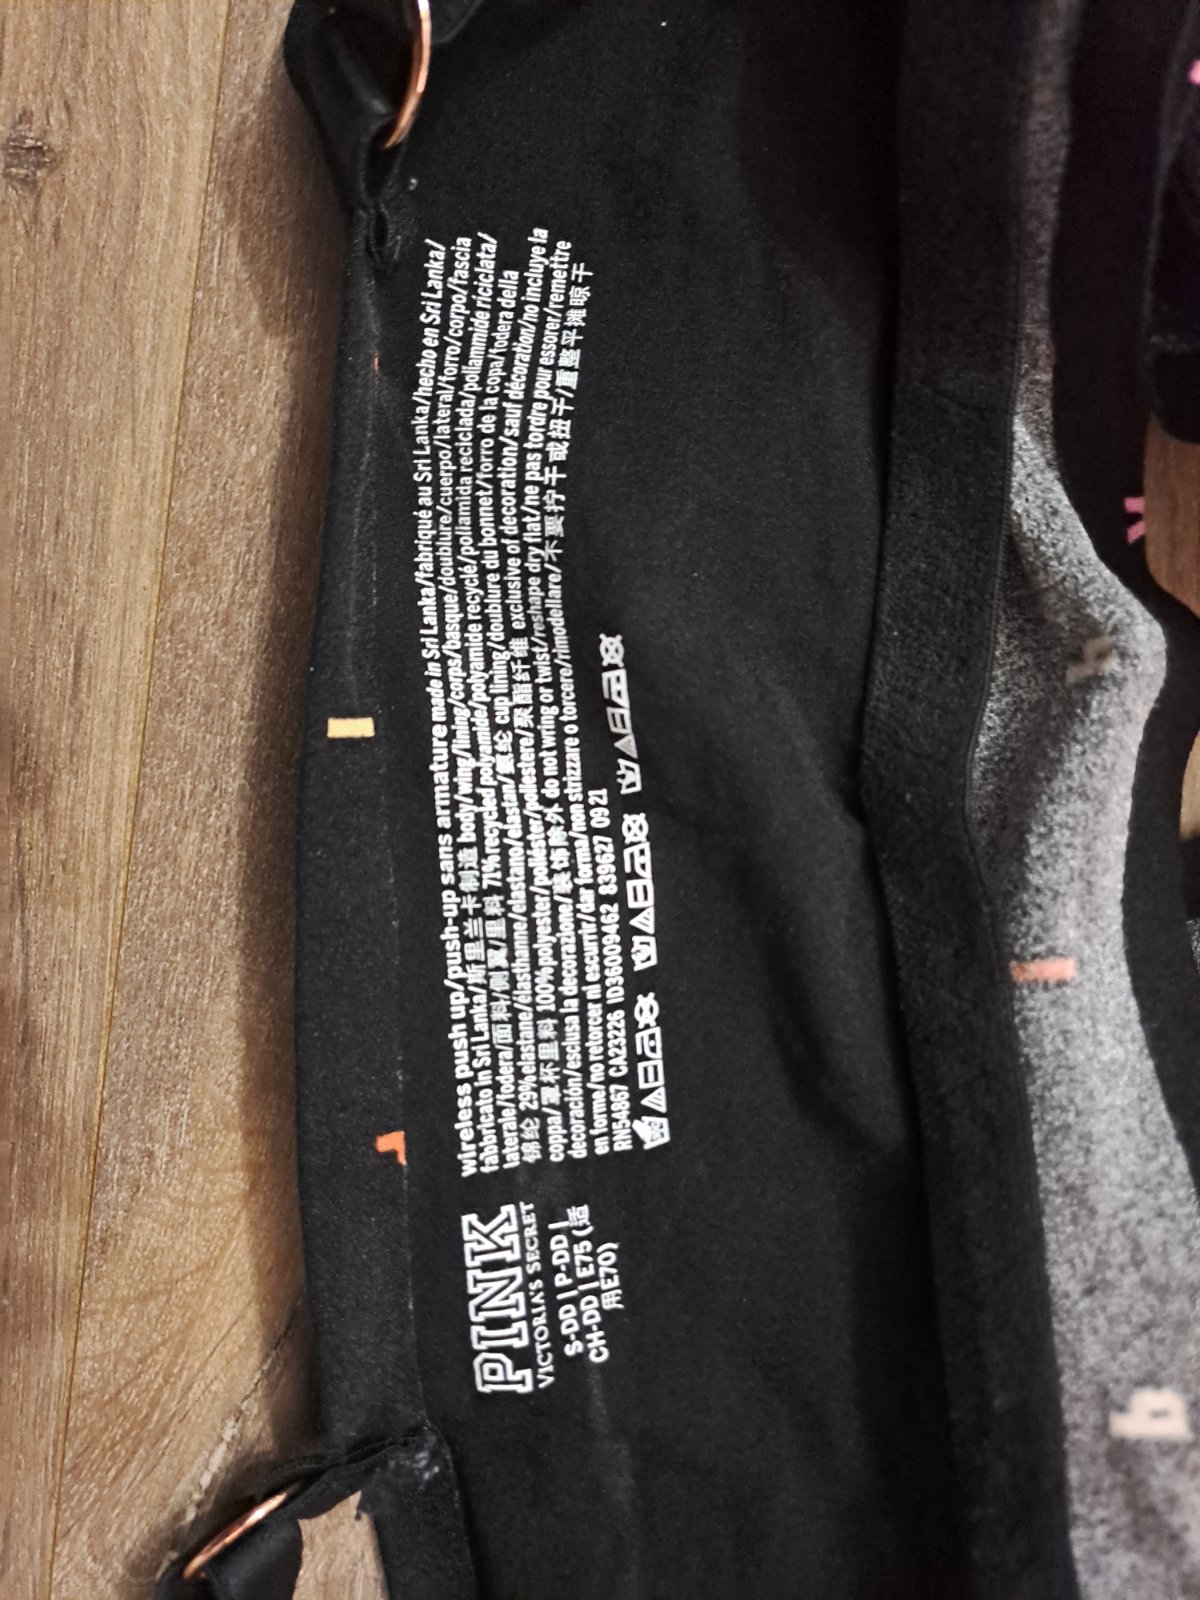 PINK
VICTORIA'S SECRET
S-DD | P-DD |
CH-DD | E75 (适
用E70)
wireless push up/push-up sans armature made in Sri Lanka/fabriqué au Sri Lanka/hecho en Sri Lanka/
fabricato in Sri Lanka/斯里兰卡制造 body/wing/lining/corps/basque/doublure/cuerpo/lateral/forro/corpo/fascia
laterale/fodera/面料/侧翼/里料 71% recycled polyamide/polyamide recyclé/poliamida reciclada/poliammide riciclata/
锦纶 29% elastane/élasthanne/elastano/elastan/氨纶 cup lining/doublure du bonnet/forro de la copa/fodera della
coppa/罩杯里料 100% polyester/poliéster/poliestere/聚酯纤维 exclusive of decoration/sauf décoration/no incluye la
decoración/esclusa la decorazione/装饰除外 do not wring or twist/reshape dry flat/ne pas tordre pour essorer/remettre
en forme/no retorcer ni escurrir/dar forma/non strizzare o torcere/rimodellare/不要拧干或扭干/重整平摊晾干
RN54867 CA23226 ID36009462 839627 09 21
b